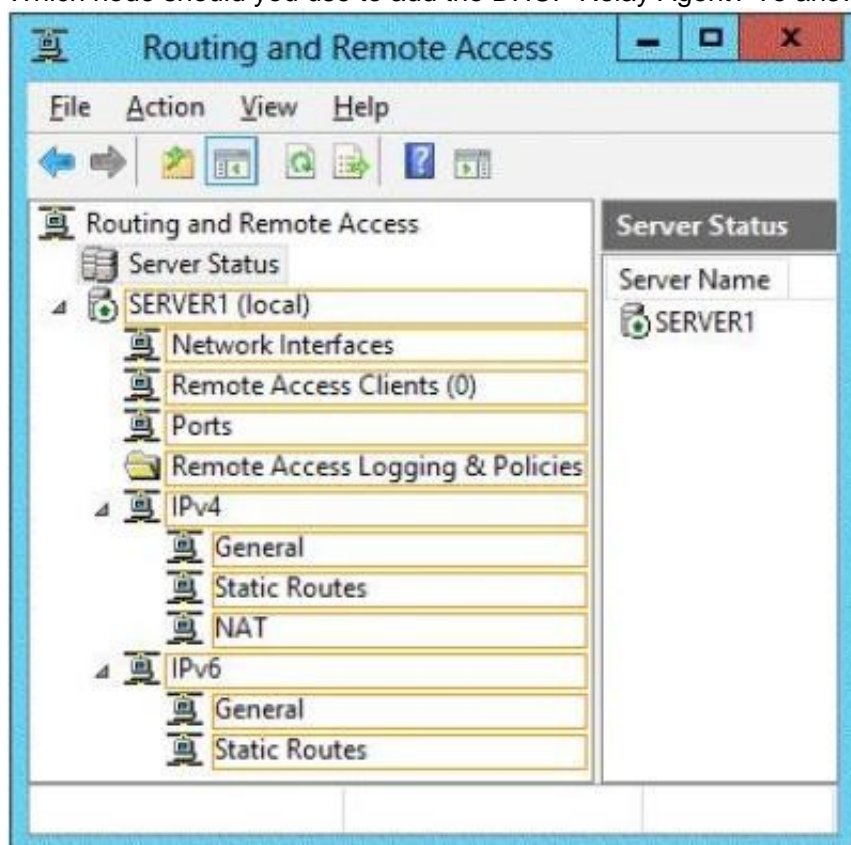 Which node should you use to add the DHCP Relay Agent? To
Routing and Remote Access
File Action View Help
Routing and Remote Access
Server Status
SERVER1 (local)
Network Interfaces
Remote Access Clients (0)
Ports
Remote Access Logging & Policies
IPv4
General
Static Routes
NAT
IPv6
General
Static Routes
Server Status
Server Name
SERVER1